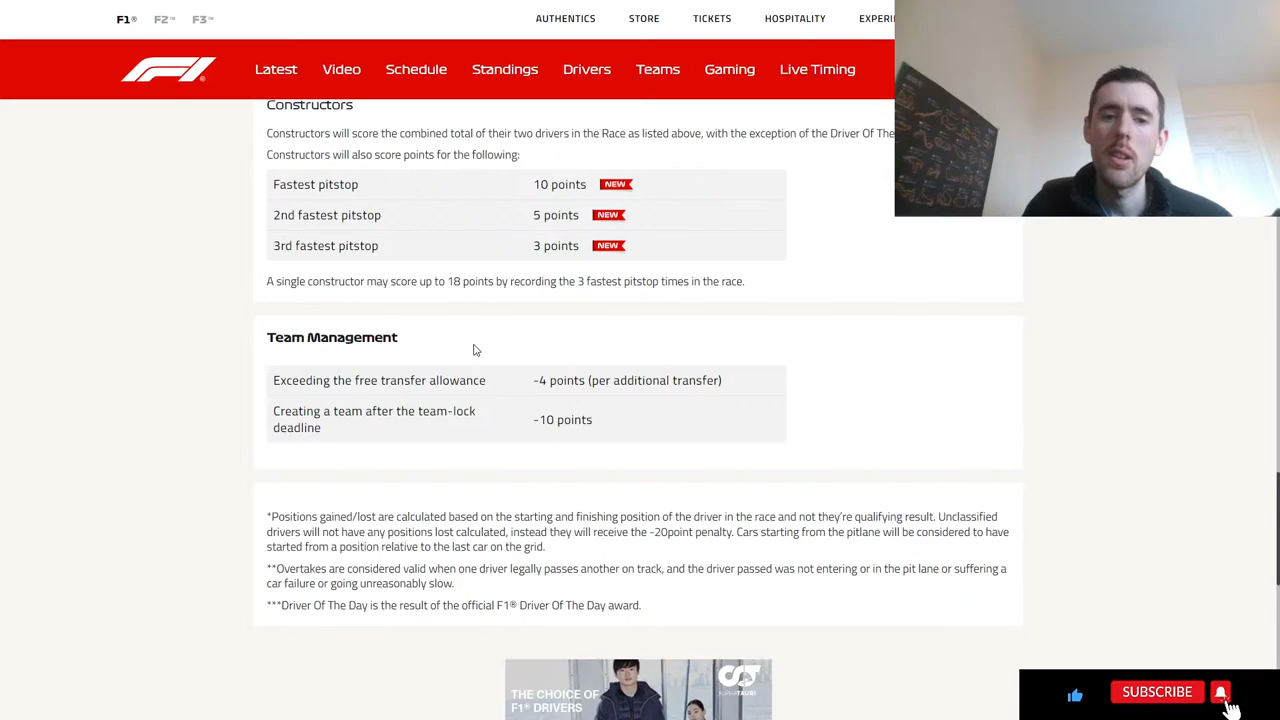 F1® F2™ F3™ AUTHENTICS STORE TICKETS HOSPITALITY EXPERI
F1 Latest Video Schedule Standings Drivers Teams Gaming Live Timing
Constructors
Constructors will score the combined total of their two drivers in the Race as listed above, with the exception of the Driver Of The
Constructors will also score points for the following:
Fastest pitstop 10 points NEW
2nd fastest pitstop 5 points NEW
3rd fastest pitstop 3 points NEW
A single constructor may score up to 18 points by recording the 3 fastest pitstop times in the race.
Team Management
Exceeding the free transfer allowance -4 points (per additional transfer)
Creating a team after the team-lock
deadline
-10 points
*Positions gained/lost are calculated based on the starting and finishing position of the driver in the race and not they're qualifying result. Unclassified
drivers will not have any positions lost calculated, instead they will receive the -20point penalty. Cars starting from the pitlane will be considered to have
started from a position relative to the last car on the grid.
**Overtakes are considered valid when one driver legally passes another on track, and the driver passed was not entering or in the pit lane or suffering a
car failure or going unreasonably slow.
***Driver Of The Day is the result of the official F1® Driver Of The Day award.
THE CHOICE OF
F1® DRIVERS
ALPHATAURI
SUBSCRIBE